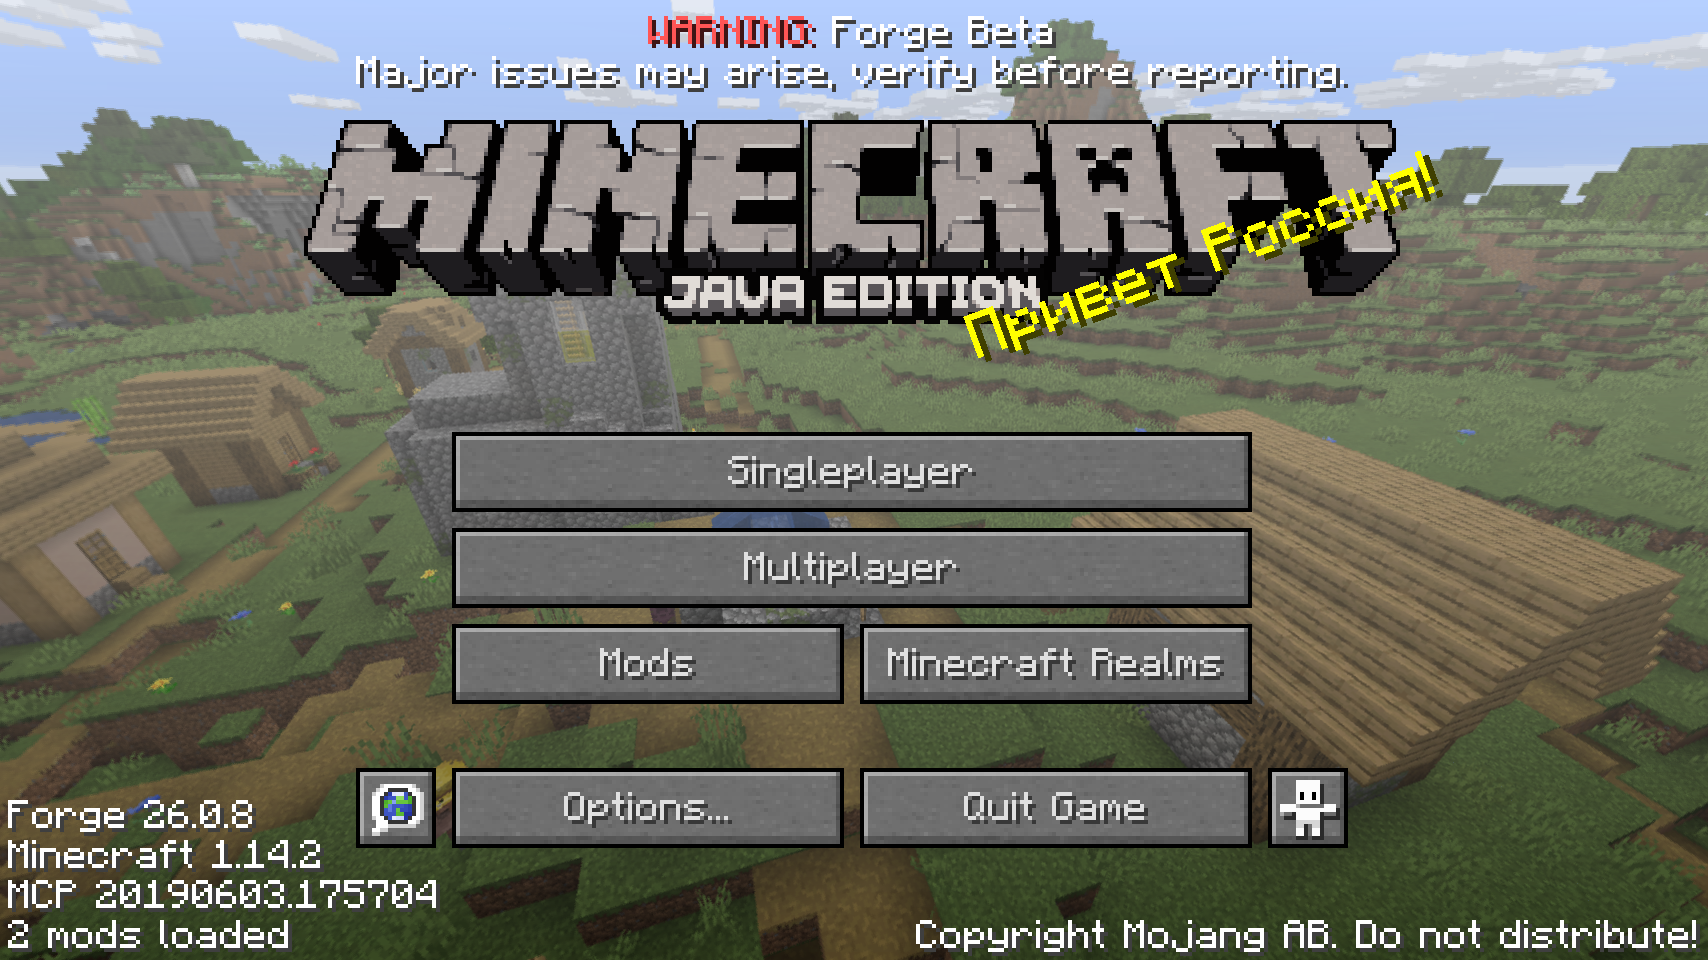 WARNING: Forge Beta
Major issues may arise, verify before reporting.
MINECRAFT
JAVA EDITION
Привет Россия!
Singleplayer
Multiplayer
Mods
Minecraft Realms
Options...
Quit Game
Forge 26.0.8
Minecraft 1.14.2
MCP 20190603.175704
2 mods loaded
Copyright Mojang AB. Do not distribute!